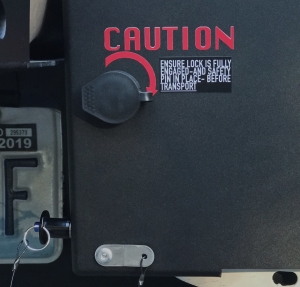 CAUTION
ENSURE LOCK IS FULLY
ENGAGED-AND SAFETY
PIN IN PLACE- BEFORE
TRANSPORT
2019
F